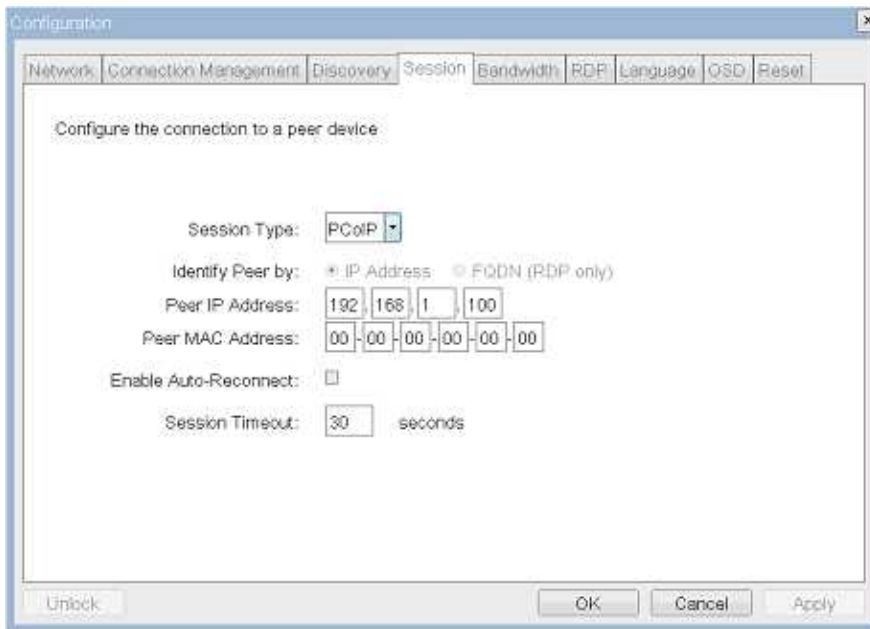 Configuration
Network Connection Management Discovery Session Bandwidth RDP Language OSD Reset
Configure the connection to a peer device
Session Type: PCoIP
Identify Peer by: IP Address FQDN (RDP only)
Peer IP Address: 192 . 168 . 1 . 100
Peer MAC Address: 00 - 00 - 00 - 00 - 00 - 00
Enable Auto-Reconnect:
Session Timeout: 30 seconds
Unlock OK Cancel Apply